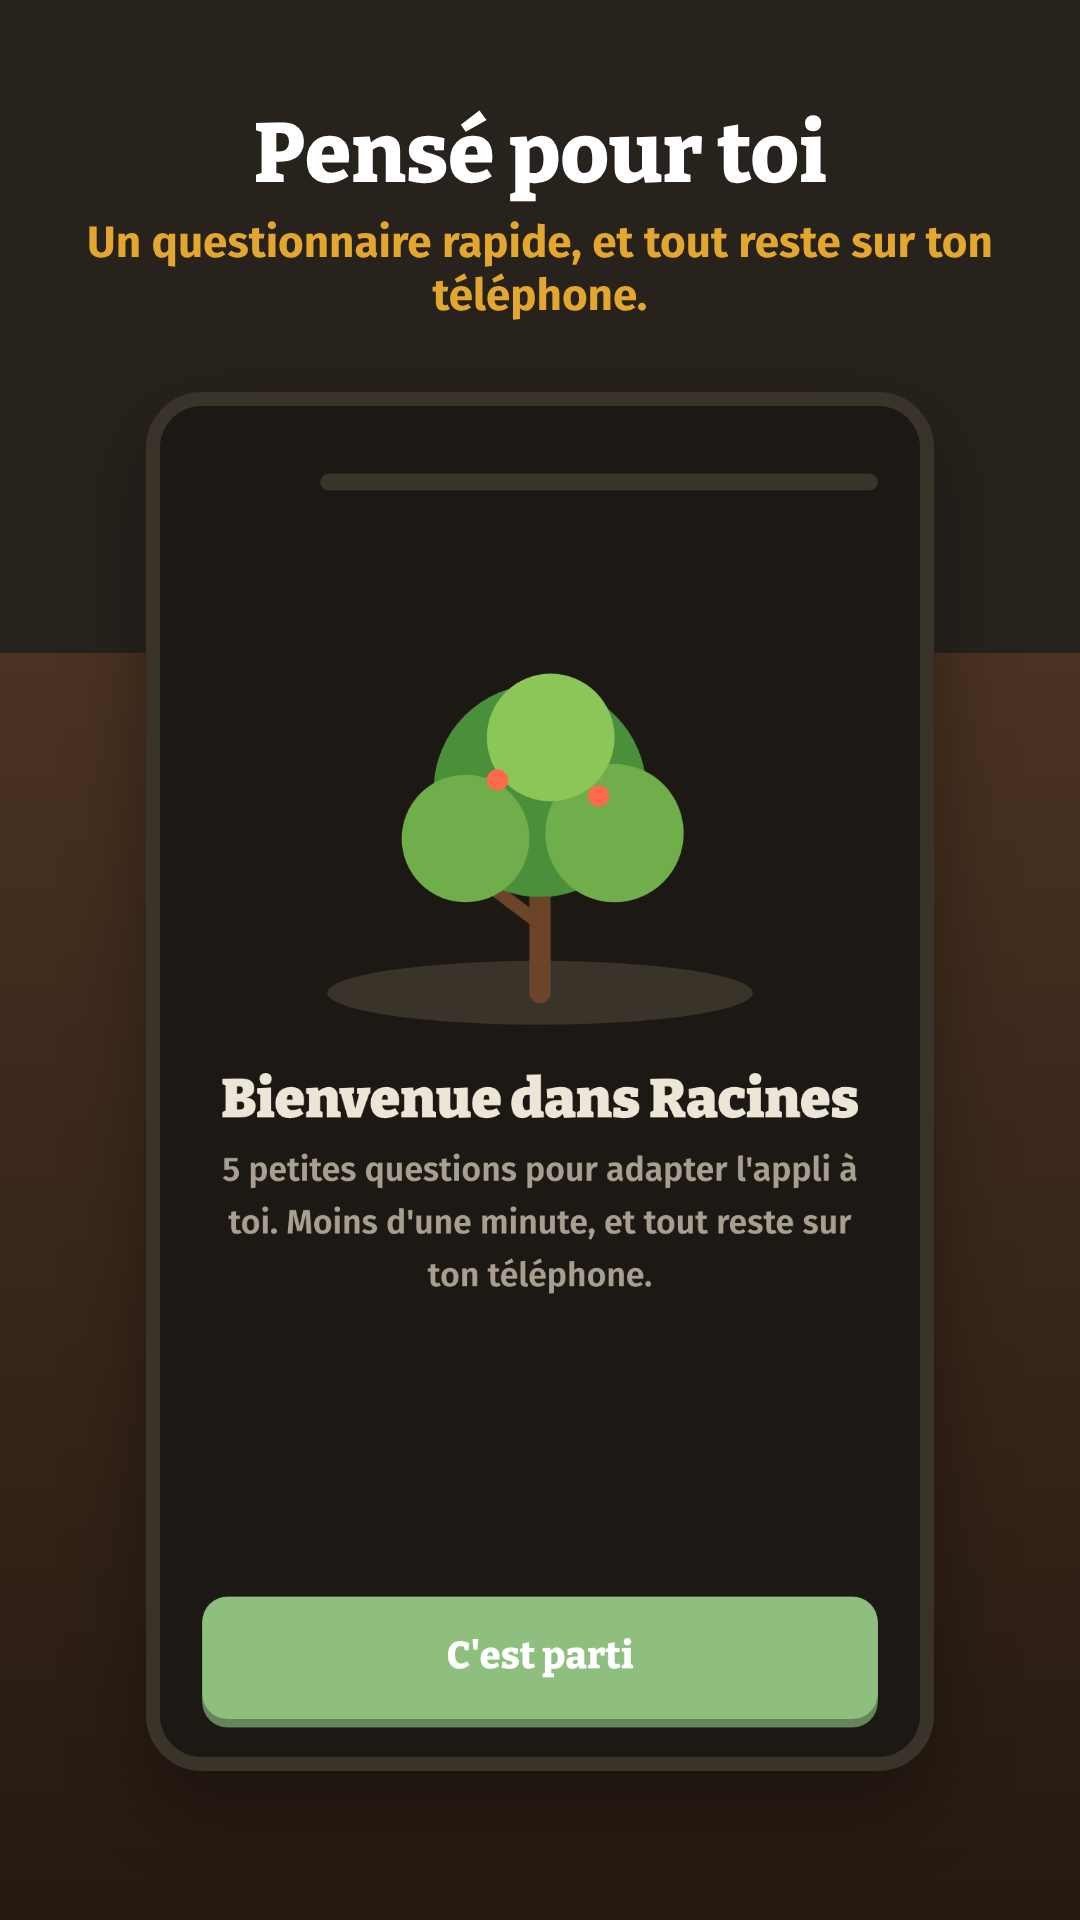 Pensé pour toi
Un questionnaire rapide, et tout reste sur ton
téléphone.
Bienvenue dans Racines
5 petites questions pour adapter l'appli à
toi. Moins d'une minute, et tout reste sur
ton téléphone.
C'est parti